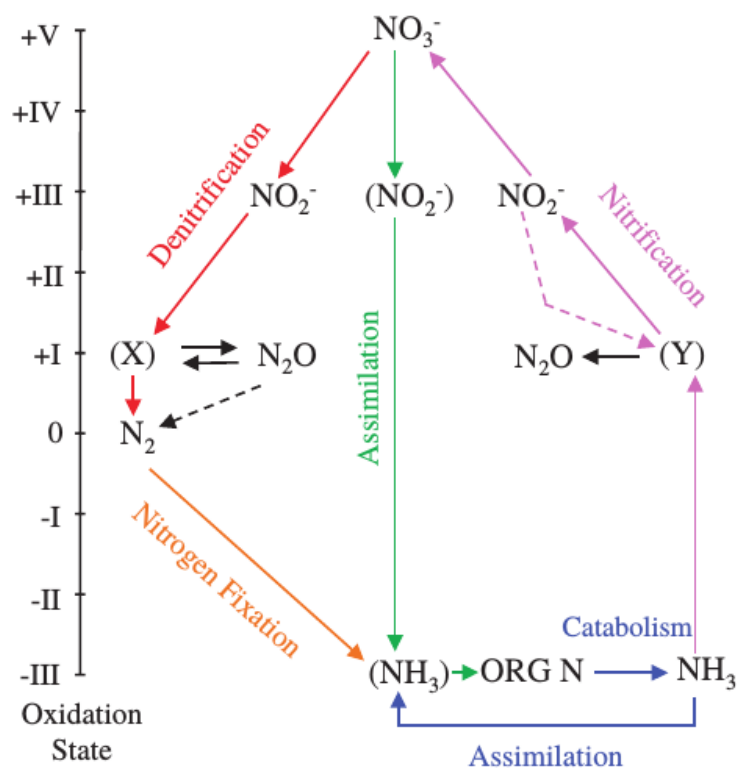 +V
NO₃⁻
+IV
+III
NO₂⁻
(NO₂⁻)
NO₂⁻
Denitrification
Nitrification
+II
+I
(X)
N₂O
N₂O
(Y)
Assimilation
0
N₂
-I
Nitrogen Fixation
-II
Catabolism
-III
(NH₃)
ORG N
NH₃
Oxidation
State
Assimilation